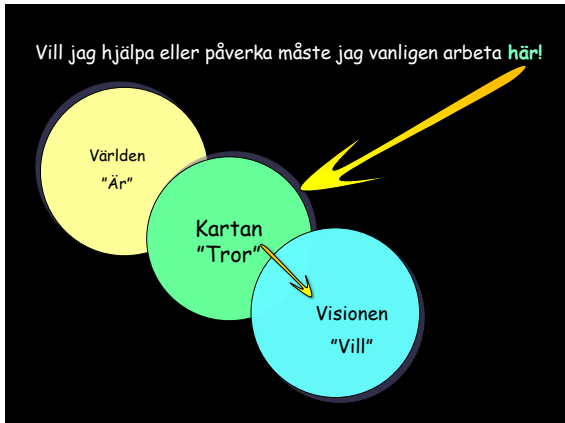 Vill jag hjälpa eller påverka måste jag vanligen arbeta här!
Världen
”Är”
Kartan
”Tror”
Visionen
”Vill”